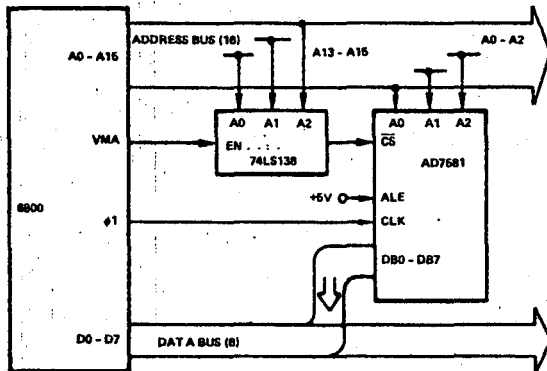 ADDRESS BUS (16)
A0 – A15
A13 – A15
A0 – A2
A0 A1 A2
A0 A1 A2
VMA
EN
74LS138
CS
AD7581
+5V
ALE
6800
ϕ1
CLK
DB0 – DB7
D0 – D7
DATA BUS (8)